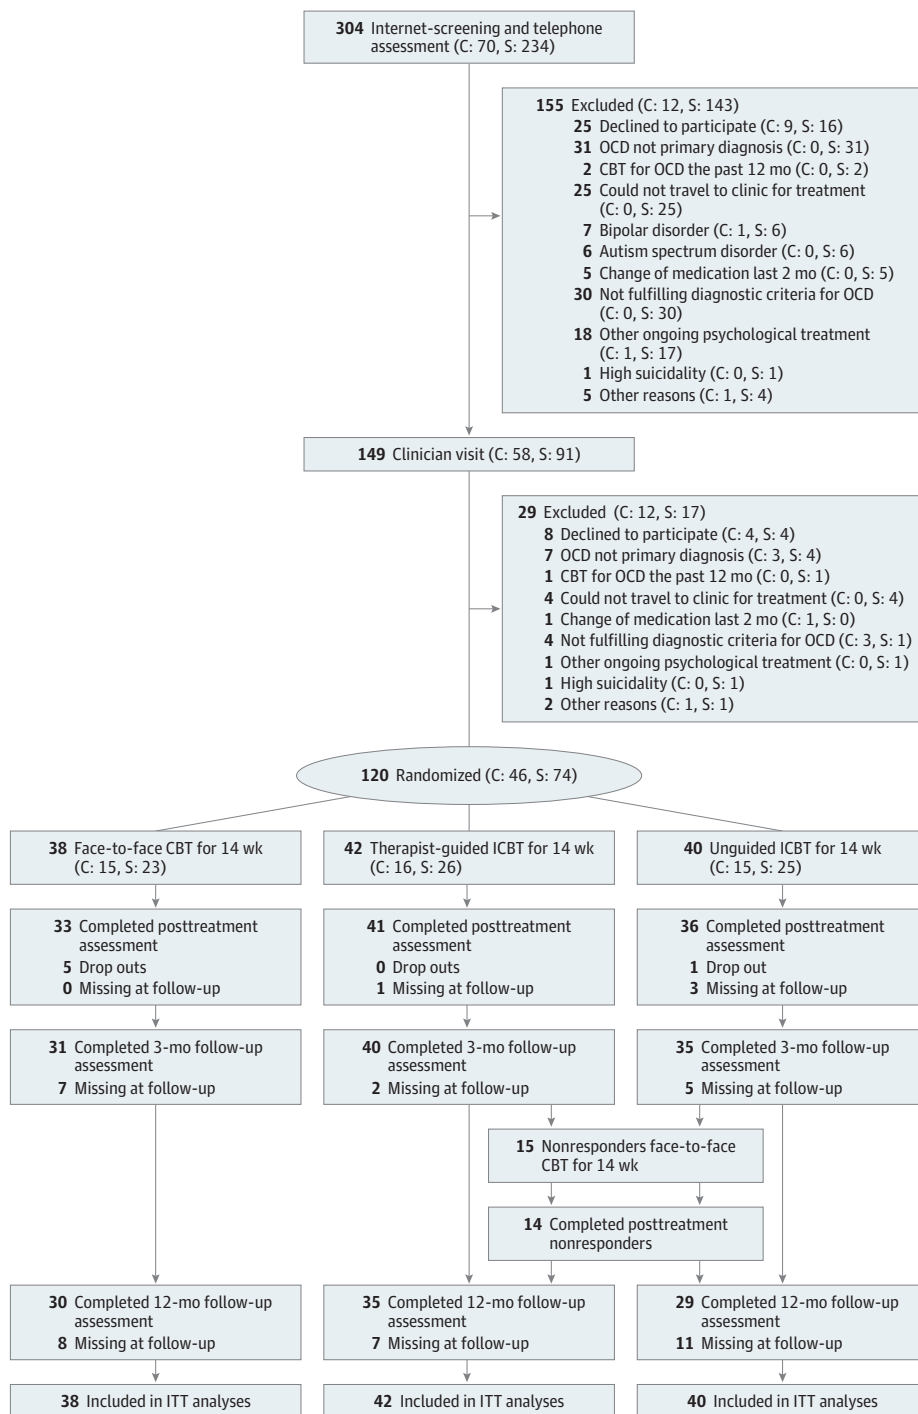 304 Internet-screening and telephone
assessment (C: 70, S: 234)
155 Excluded (C: 12, S: 143)
25 Declined to participate (C: 9, S: 16)
31 OCD not primary diagnosis (C: 0, S: 31)
2 CBT for OCD the past 12 mo (C: 0, S: 2)
25 Could not travel to clinic for treatment
(C: 0, S: 25)
7 Bipolar disorder (C: 1, S: 6)
6 Autism spectrum disorder (C: 0, S: 6)
5 Change of medication last 2 mo (C: 0, S: 5)
30 Not fulfilling diagnostic criteria for OCD
(C: 0, S: 30)
18 Other ongoing psychological treatment
(C: 1, S: 17)
1 High suicidality (C: 0, S: 1)
5 Other reasons (C: 1, S: 4)
149 Clinician visit (C: 58, S: 91)
29 Excluded (C: 12, S: 17)
8 Declined to participate (C: 4, S: 4)
7 OCD not primary diagnosis (C: 3, S: 4)
1 CBT for OCD the past 12 mo (C: 0, S: 1)
4 Could not travel to clinic for treatment (C: 0, S: 4)
1 Change of medication last 2 mo (C: 1, S: 0)
4 Not fulfilling diagnostic criteria for OCD (C: 3, S: 1)
1 Other ongoing psychological treatment (C: 0, S: 1)
1 High suicidality (C: 0, S: 1)
2 Other reasons (C: 1, S: 1)
120 Randomized (C: 46, S: 74)
38 Face-to-face CBT for 14 wk
(C: 15, S: 23)
42 Therapist-guided ICBT for 14 wk
(C: 16, S: 26)
40 Unguided ICBT for 14 wk
(C: 15, S: 25)
33 Completed posttreatment
assessment
5 Drop outs
0 Missing at follow-up
41 Completed posttreatment
assessment
0 Drop outs
1 Missing at follow-up
36 Completed posttreatment
assessment
1 Drop out
3 Missing at follow-up
31 Completed 3-mo follow-up
assessment
7 Missing at follow-up
40 Completed 3-mo follow-up
assessment
2 Missing at follow-up
35 Completed 3-mo follow-up
assessment
5 Missing at follow-up
15 Nonresponders face-to-face
CBT for 14 wk
14 Completed posttreatment
nonresponders
30 Completed 12-mo follow-up
assessment
8 Missing at follow-up
35 Completed 12-mo follow-up
assessment
7 Missing at follow-up
29 Completed 12-mo follow-up
assessment
11 Missing at follow-up
38 Included in ITT analyses
42 Included in ITT analyses
40 Included in ITT analyses